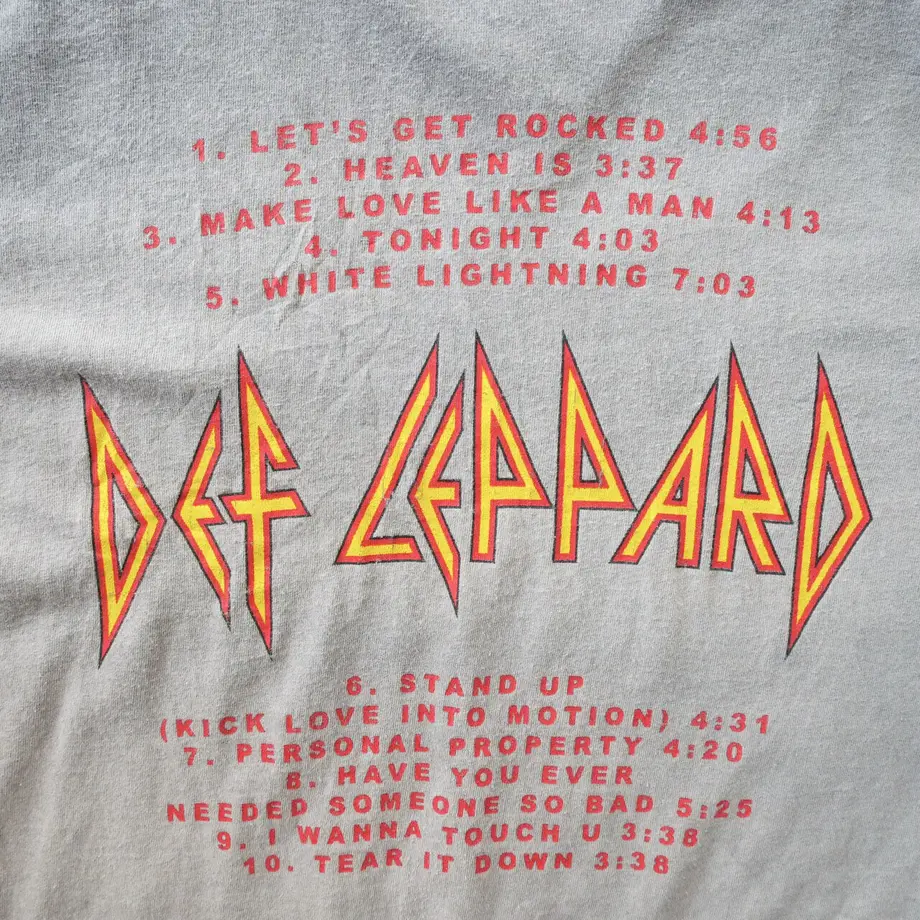 1. LET'S GET ROCKED 4:56
2. HEAVEN IS 3:37
3. MAKE LOVE LIKE A MAN 4:13
4. TONIGHT 4:03
5. WHITE LIGHTNING 7:03
DEF LEPPARD
6. STAND UP
(KICK LOVE INTO MOTION) 4:31
7. PERSONAL PROPERTY 4:20
8. HAVE YOU EVER
NEEDED SOMEONE SO BAD 5:25
9. I WANNA TOUCH U 3:38
10. TEAR IT DOWN 3:38